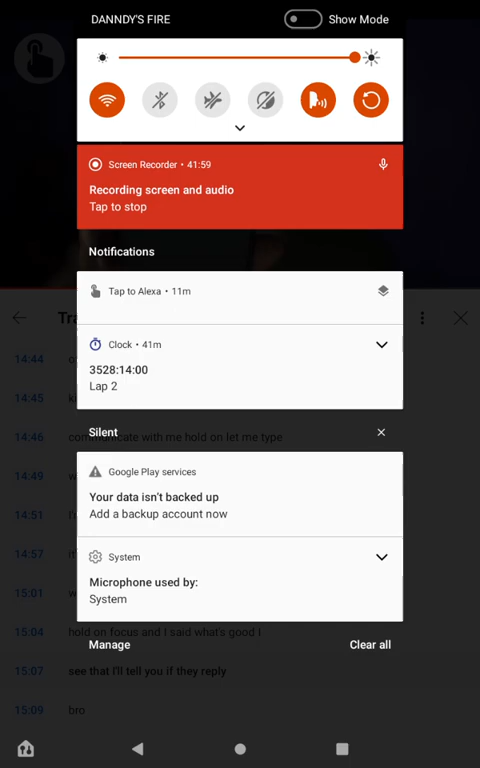 DANNDY'S FIRE
Show Mode
Screen Recorder • 41:59
Recording screen and audio
Tap to stop
Notifications
Tap to Alexa • 11m
Tra
Clock • 41m
3528:14:00
Lap 2
14:44
14:45
Silent
14:46 communicate with me hold on let me type
Google Play services
14:49
Your data isn't backed up
Add a backup account now
14:51
14:57
System
Microphone used by:
15:01
System
15:04 hold on focus and I said what's good I
Manage
Clear all
15:07 see that I'll tell you if they reply
15:09 bro